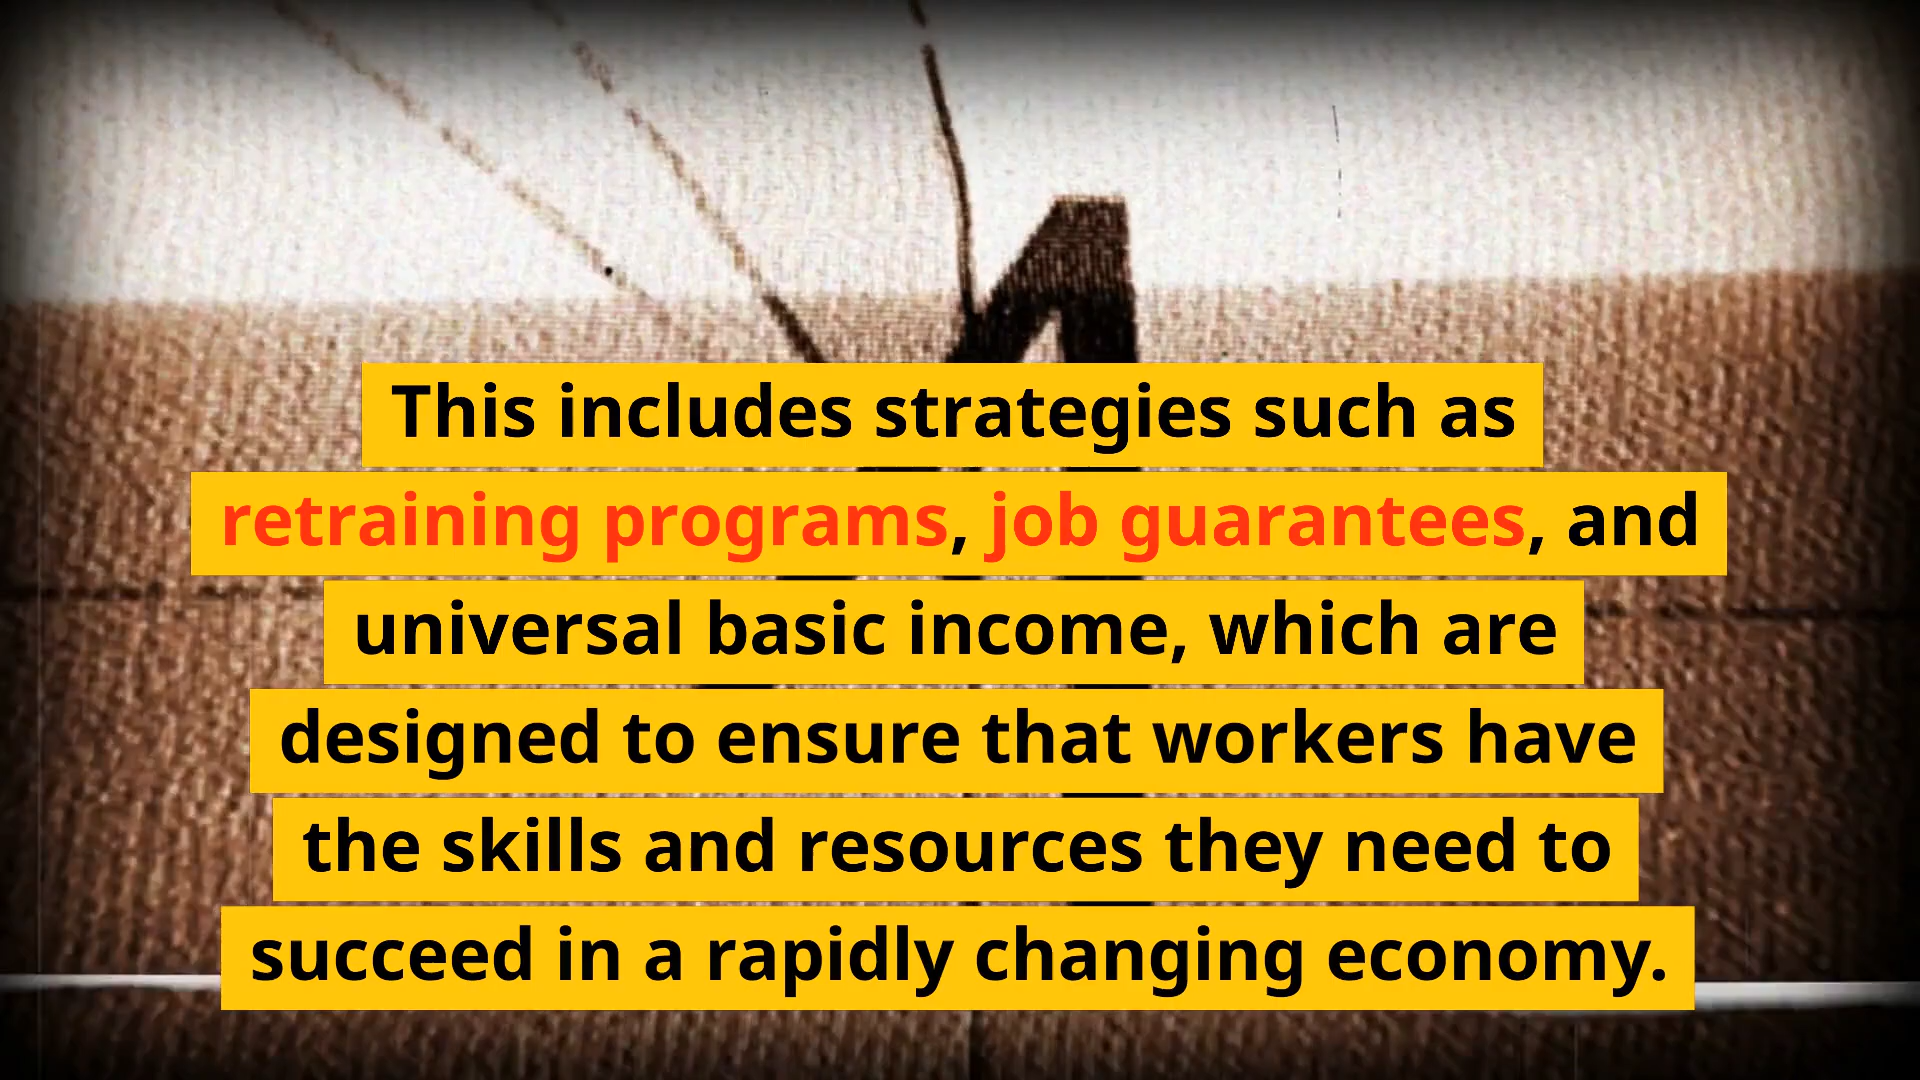 This includes strategies such as
retraining programs, job guarantees, and
universal basic income, which are
designed to ensure that workers have
the skills and resources they need to
succeed in a rapidly changing economy.